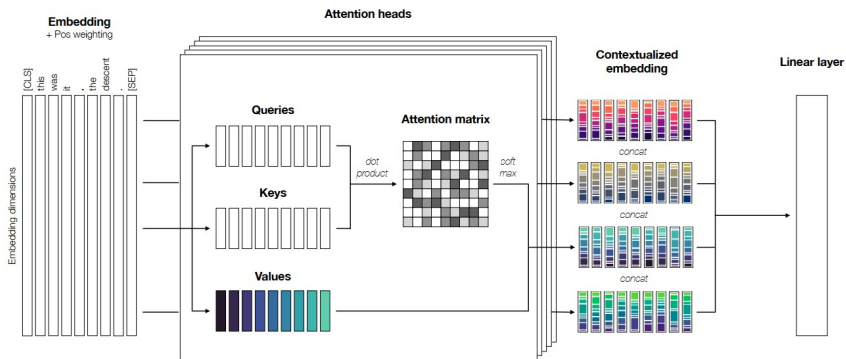 Attention heads
Embedding
+ Pos weighting
[CLS]
this
was
it
,
the
descent
.
[SEP]
Embedding dimensions
Queries
Keys
Values
dot
product
Attention matrix
soft
max
Contextualized
embedding
concat
concat
concat
Linear layer